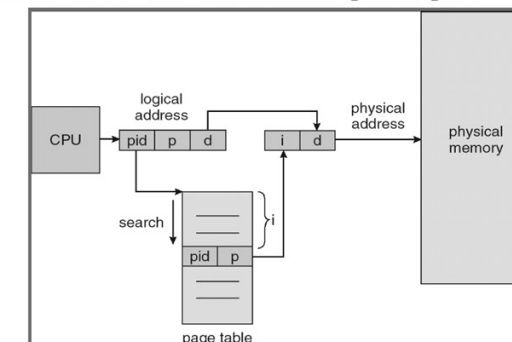 logical
address
physical
address
CPU
pid p d
i d
physical
memory
search
i
pid p
page table